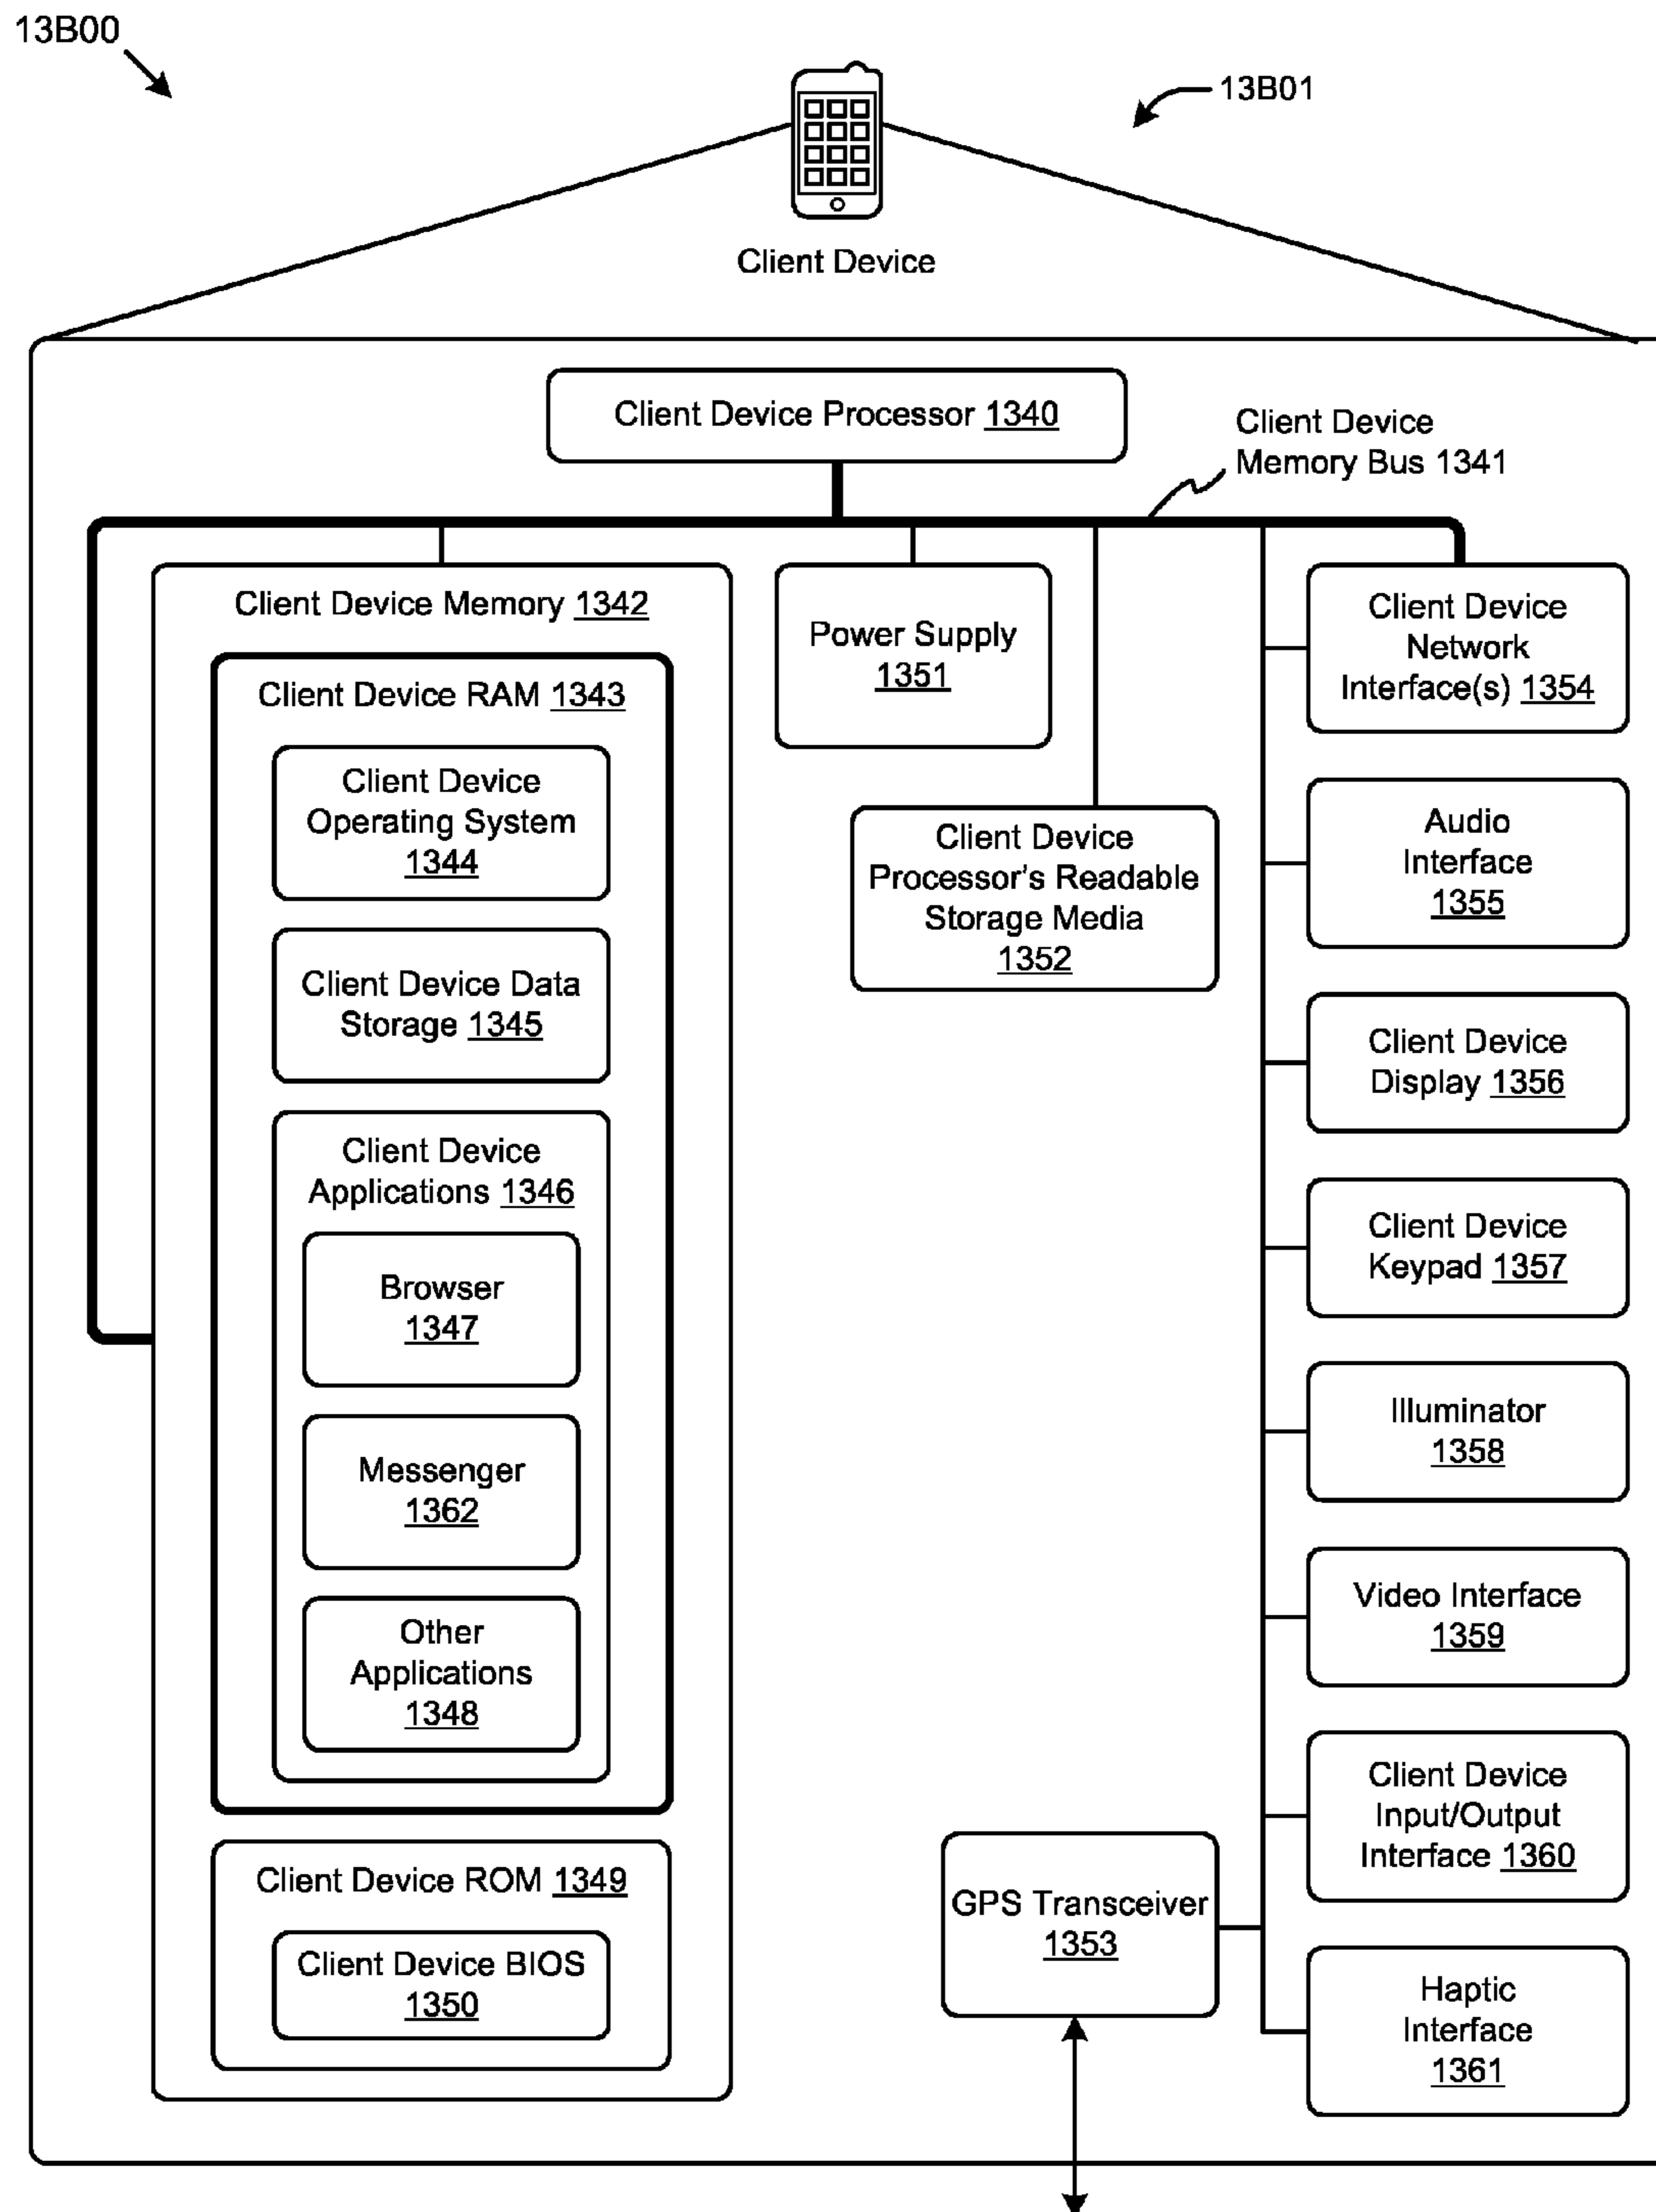 13B00
13B01
Client Device
Client Device Processor 1340
Client Device
Memory Bus 1341
Client Device Memory 1342
Client Device RAM 1343
Client Device
Operating System
1344
Client Device Data
Storage 1345
Client Device
Applications 1346
Browser
1347
Messenger
1362
Other
Applications
1348
Client Device ROM 1349
Client Device BIOS
1350
Power Supply
1351
Client Device
Processor's Readable
Storage Media
1352
GPS Transceiver
1353
Client Device
Network
Interface(s) 1354
Audio
Interface
1355
Client Device
Display 1356
Client Device
Keypad 1357
Illuminator
1358
Video Interface
1359
Client Device
Input/Output
Interface 1360
Haptic
Interface
1361